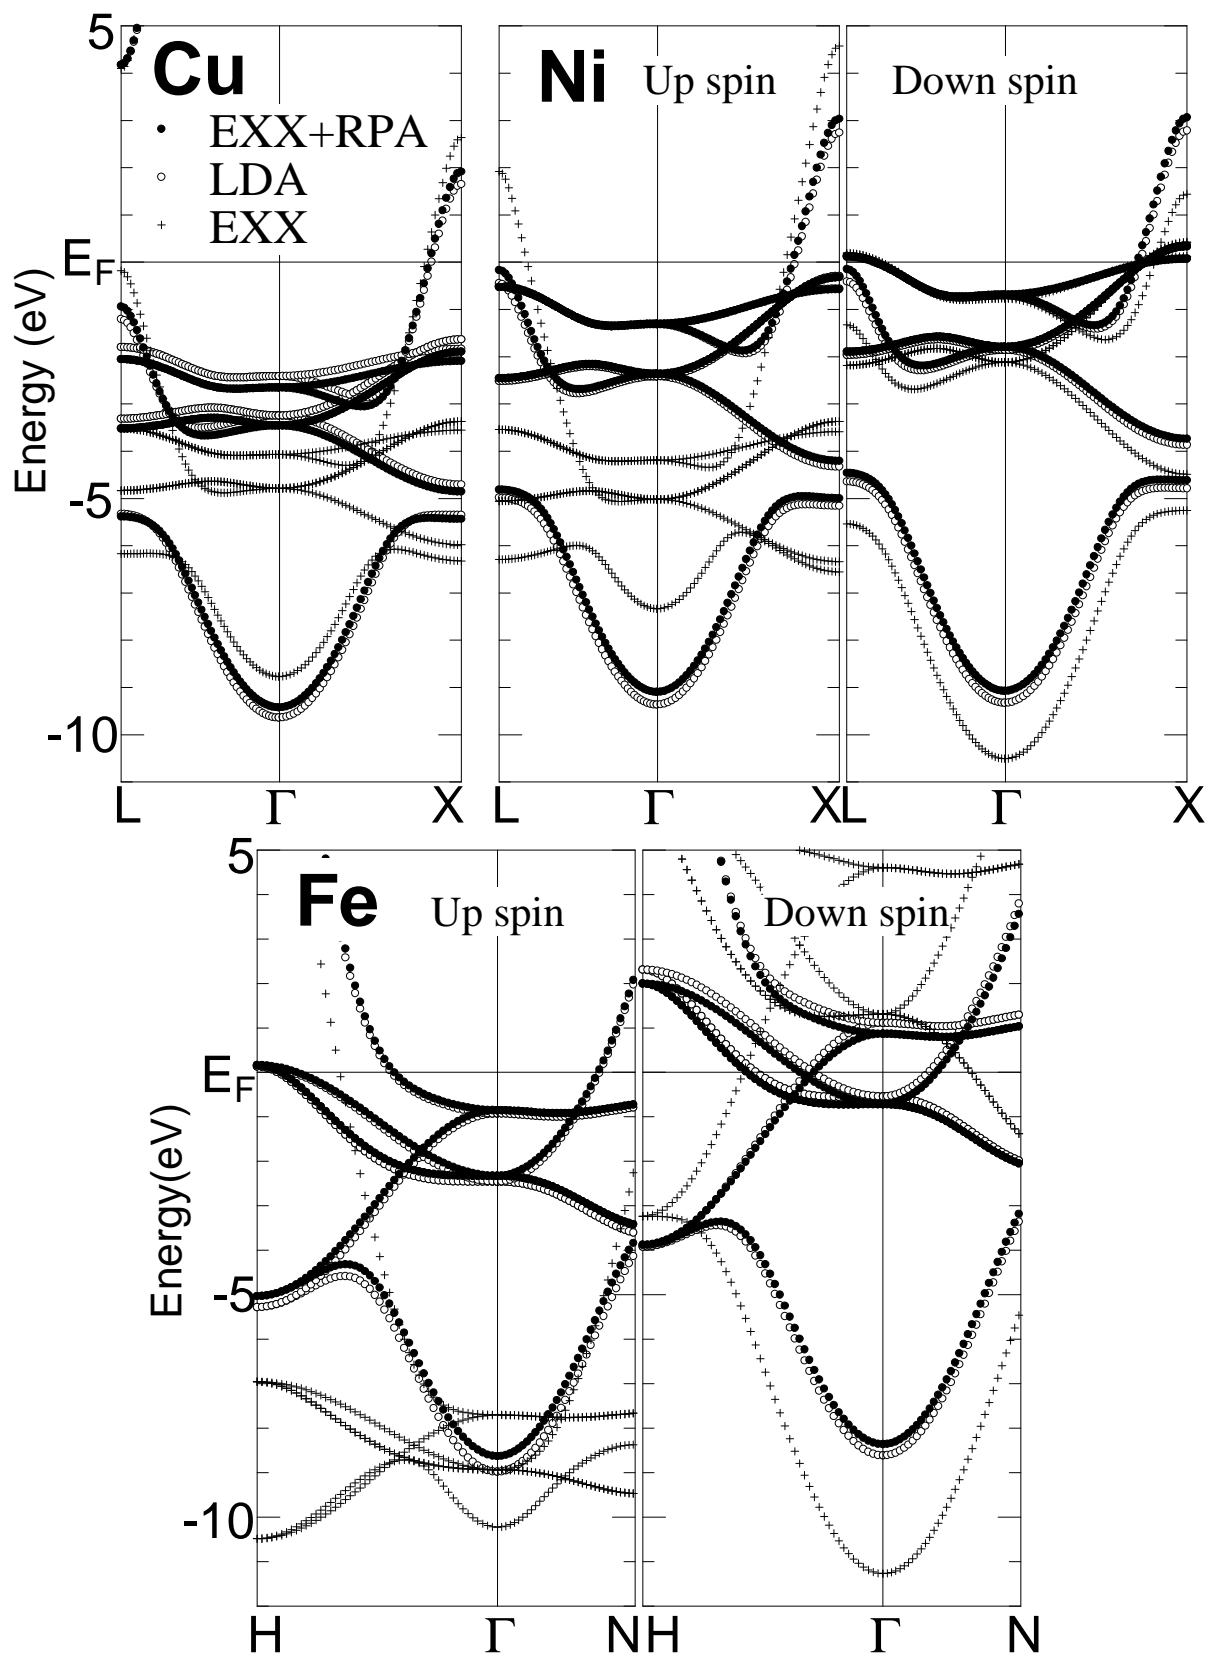 5
Cu
Ni
Up spin
Down spin
EXX+RPA
LDA
EXX
E_F
Energy (eV)
-5
-10
L Γ X
L Γ X
L Γ X
5
Fe
Up spin
Down spin
E_F
Energy(eV)
-5
-10
H Γ N
H Γ N